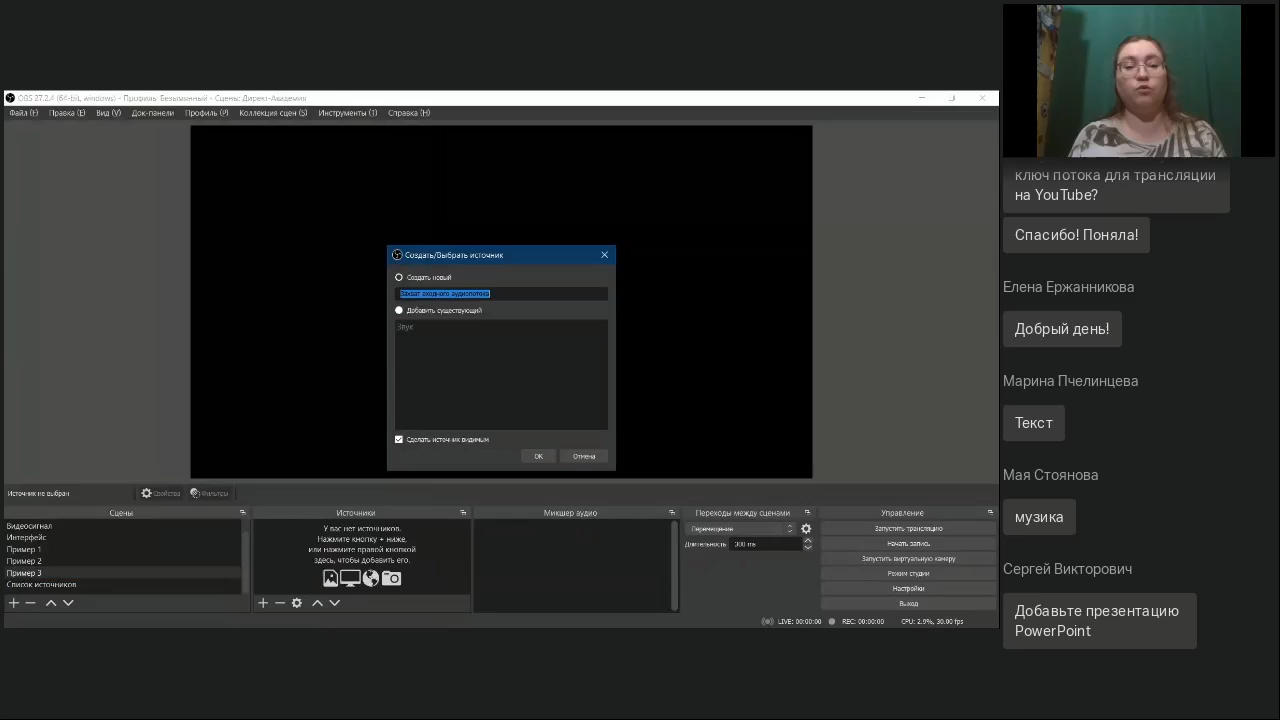 OBS 27.2.4 (64-bit, windows) - Профиль: Безымянный - Сцены: Директ-Академия
Файл (F) Правка (E) Вид (V) Док-панели Профиль (P) Коллекция сцен (S) Инструменты (T) Справка (H)
Создать/Выбрать источник
Создать новый
Захват входного аудиопотока
Добавить существующий
Звук
Сделать источник видимым
OK Отмена
Источник не выбран Свойства Фильтры
Сцены
Видеосигнал
Интерфейс
Пример 1
Пример 2
Пример 3
Список источников
Источники
У вас нет источников.
Нажмите кнопку + ниже,
или нажмите правой кнопкой
здесь, чтобы добавить его.
Микшер аудио
Переходы между сценами
Перемещение
Длительность 300 ms
Управление
Запустить трансляцию
Начать запись
Запустить виртуальную камеру
Режим студии
Настройки
Выход
LIVE: 00:00:00 REC: 00:00:00 CPU: 2.9%, 30.00 fps
ключ потока для трансляции
на YouTube?
Спасибо! Поняла!
Елена Ержанникова
Добрый день!
Марина Пчелинцева
Текст
Мая Стоянова
музика
Сергей Викторович
Добавьте презентацию
PowerPoint